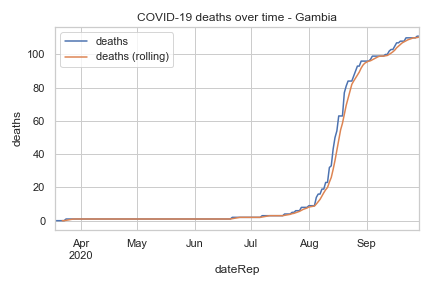 COVID-19 deaths over time - Gambia
deaths
deaths (rolling)
deaths
100
80
60
40
20
0
Apr
2020
May
Jun
Jul
Aug
Sep
dateRep